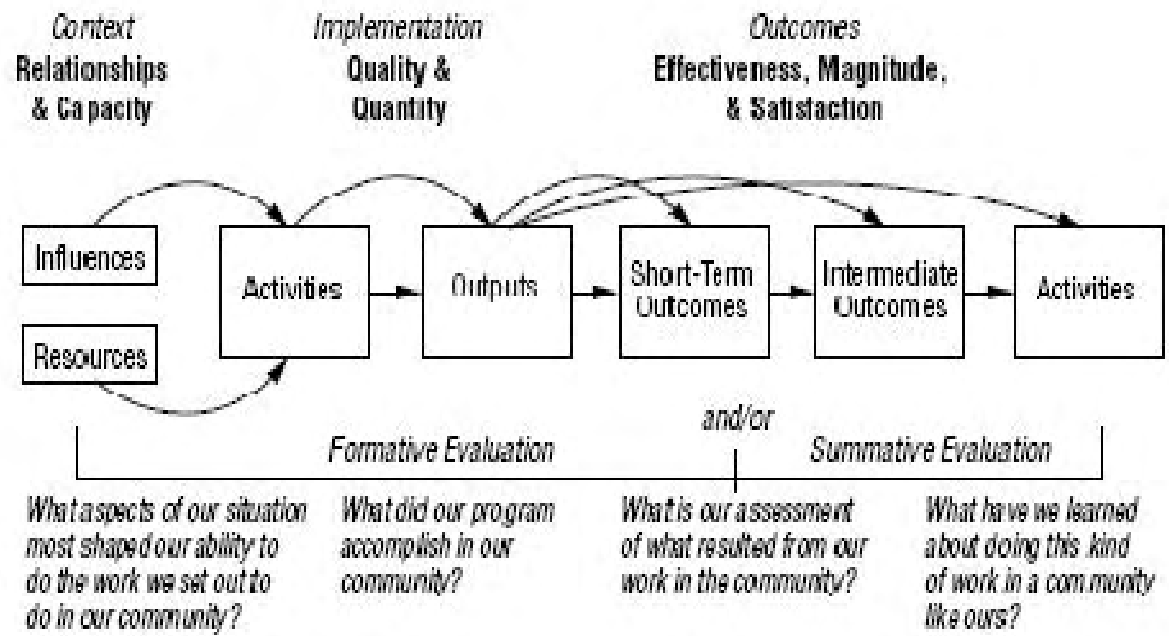 Context
Relationships
& Capacity
Implementation
Quality &
Quantity
Outcomes
Effectiveness, Magnitude,
& Satisfaction
Influences
Resources
Activities
Outputs
Short-Term
Outcomes
Intermediate
Outcomes
Activities
and/or
Formative Evaluation
Summative Evaluation
What aspects of our situation
most shaped our ability to
do the work we set out to
do in our community?
What did our program
accomplish in our
community?
What is our assessment
of what resulted from our
work in the community?
What have we learned
about doing this kind
of work in a community
like ours?